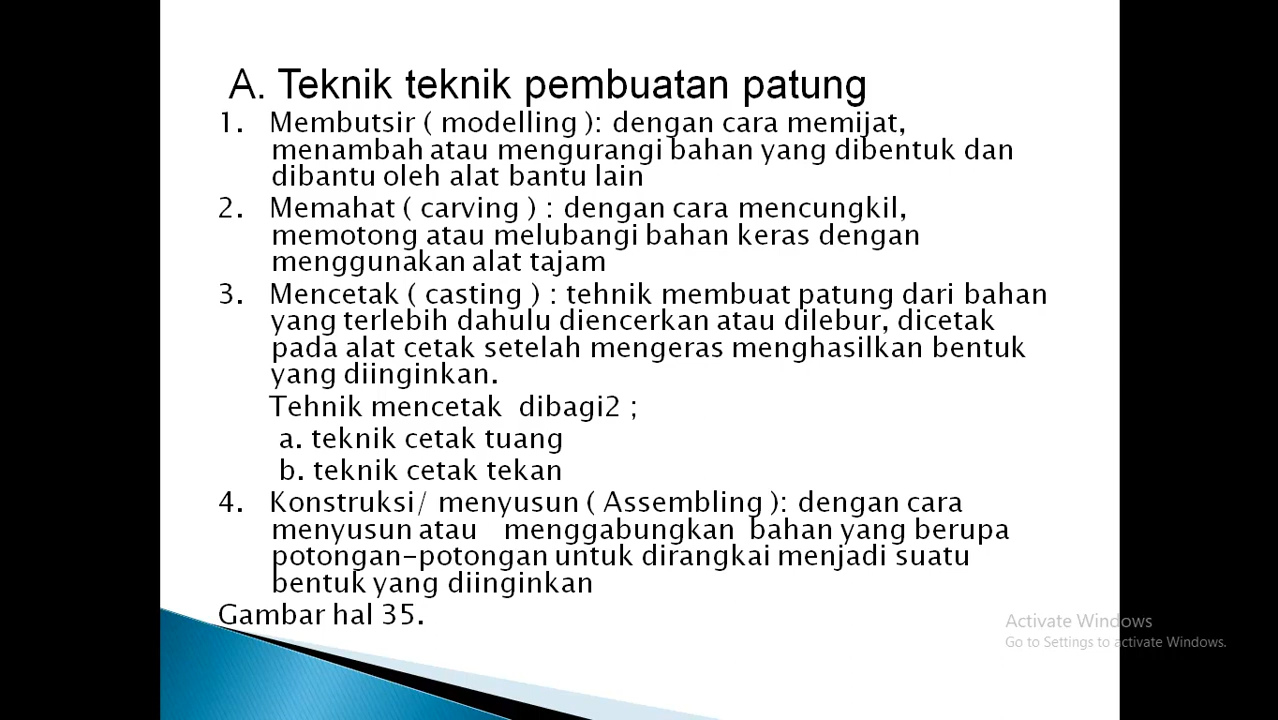 A. Teknik teknik pembuatan patung
1. Membutsir ( modelling ): dengan cara memijat,
menambah atau mengurangi bahan yang dibentuk dan
dibantu oleh alat bantu lain
2. Memahat ( carving ) : dengan cara mencungkil,
memotong atau melubangi bahan keras dengan
menggunakan alat tajam
3. Mencetak ( casting ) : tehnik membuat patung dari bahan
yang terlebih dahulu diencerkan atau dilebur, dicetak
pada alat cetak setelah mengeras menghasilkan bentuk
yang diinginkan.
Tehnik mencetak dibagi2 ;
a. teknik cetak tuang
b. teknik cetak tekan
4. Konstruksi/ menyusun ( Assembling ): dengan cara
menyusun atau menggabungkan bahan yang berupa
potongan-potongan untuk dirangkai menjadi suatu
bentuk yang diinginkan
Gambar hal 35.
Activate Windows
Go to Settings to activate Windows.